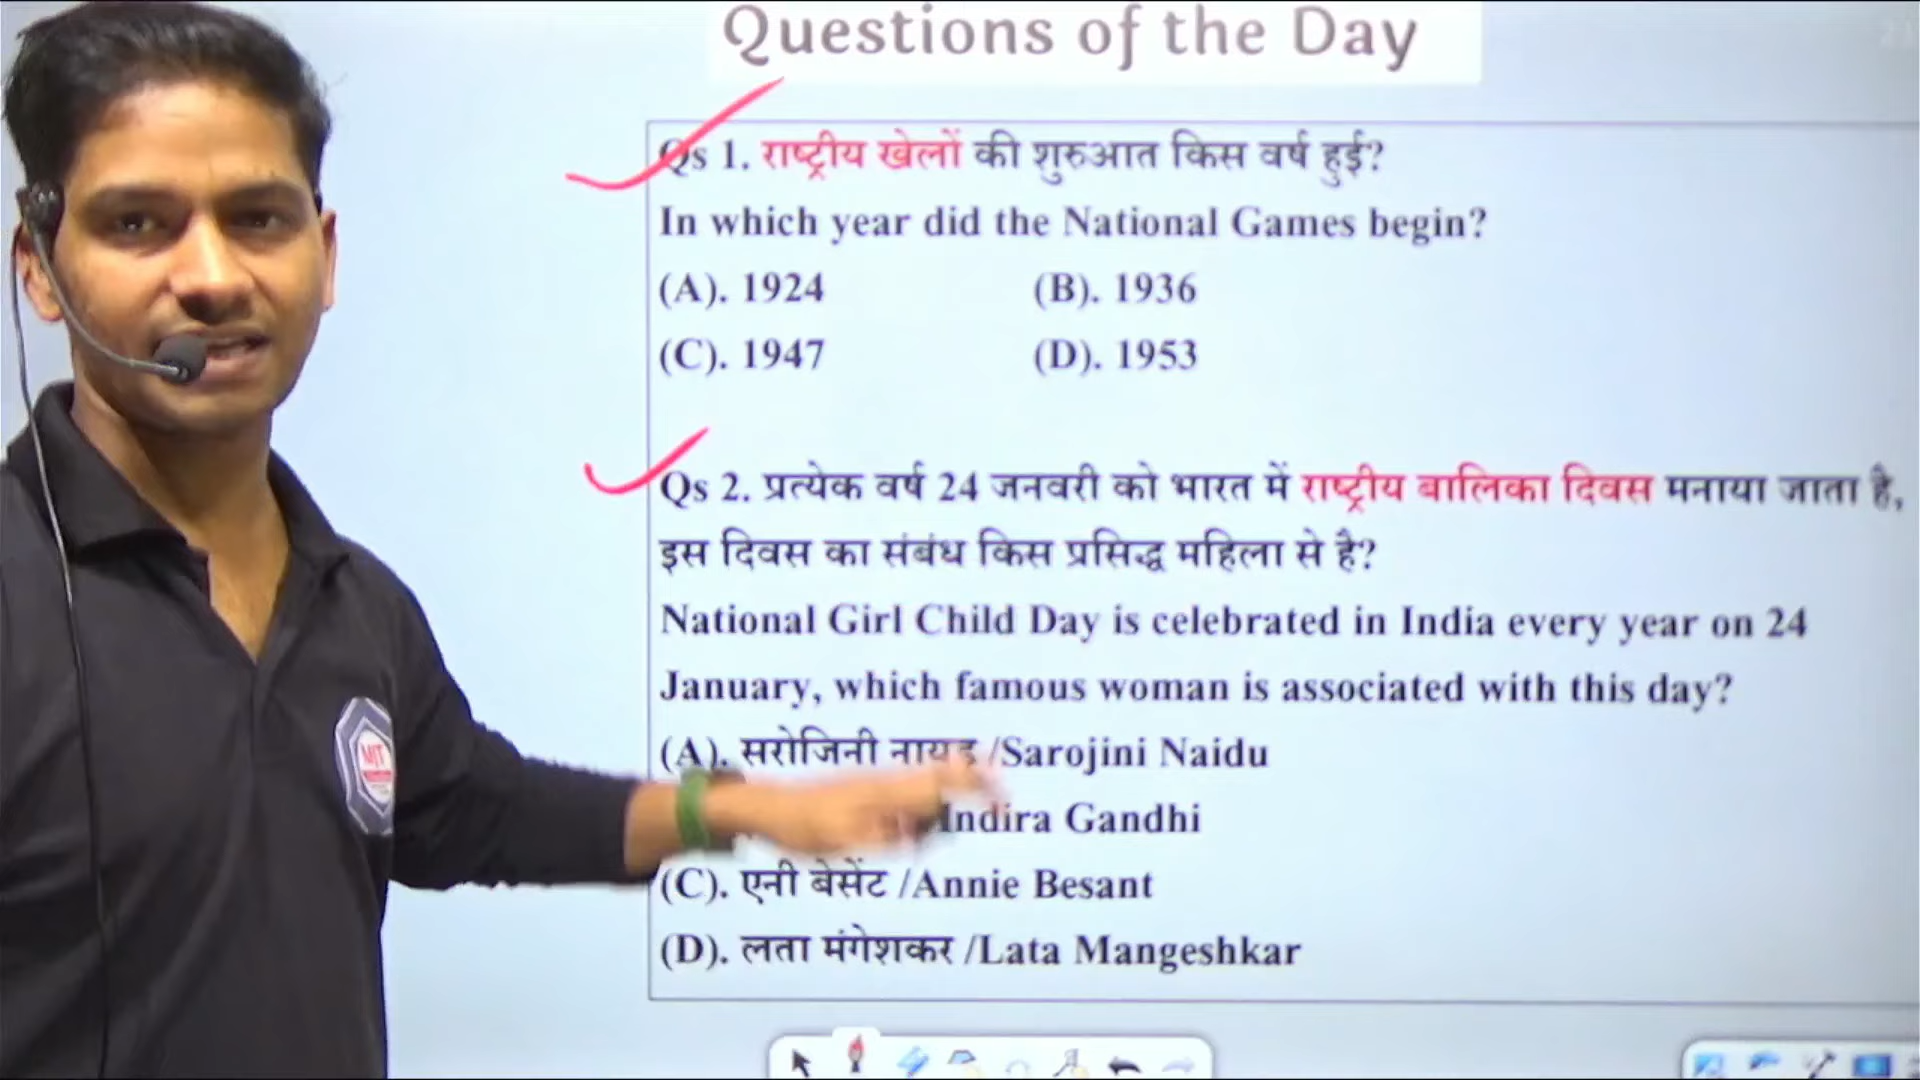 Questions of the Day
Qs 1. राष्ट्रीय खेलों की शुरुआत किस वर्ष हुई?
In which year did the National Games begin?
(A). 1924 (B). 1936
(C). 1947 (D). 1953
Qs 2. प्रत्येक वर्ष 24 जनवरी को भारत में राष्ट्रीय बालिका दिवस मनाया जाता है,
इस दिवस का संबंध किस प्रसिद्ध महिला से है?
National Girl Child Day is celebrated in India every year on 24
January, which famous woman is associated with this day?
(A). सरोजिनी /Sarojini Naidu
Indira Gandhi
(C). एनी बेसेंट /Annie Besant
(D). लता मंगेशकर /Lata Mangeshkar
MJT